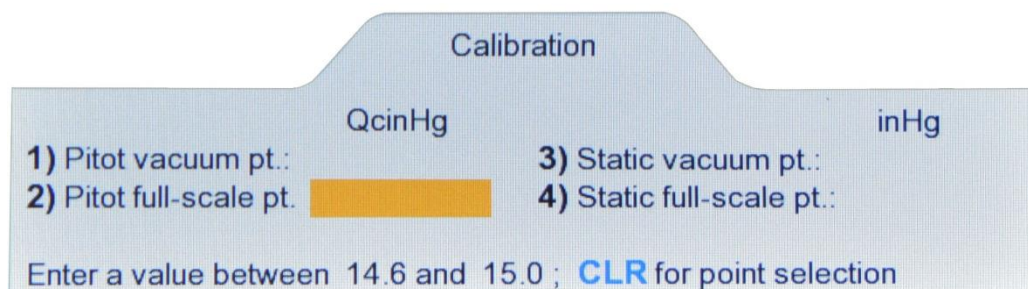 Calibration
QcinHg inHg
1) Pitot vacuum pt.: 3) Static vacuum pt.:
2) Pitot full-scale pt. 4) Static full-scale pt.:
Enter a value between 14.6 and 15.0 ; CLR for point selection